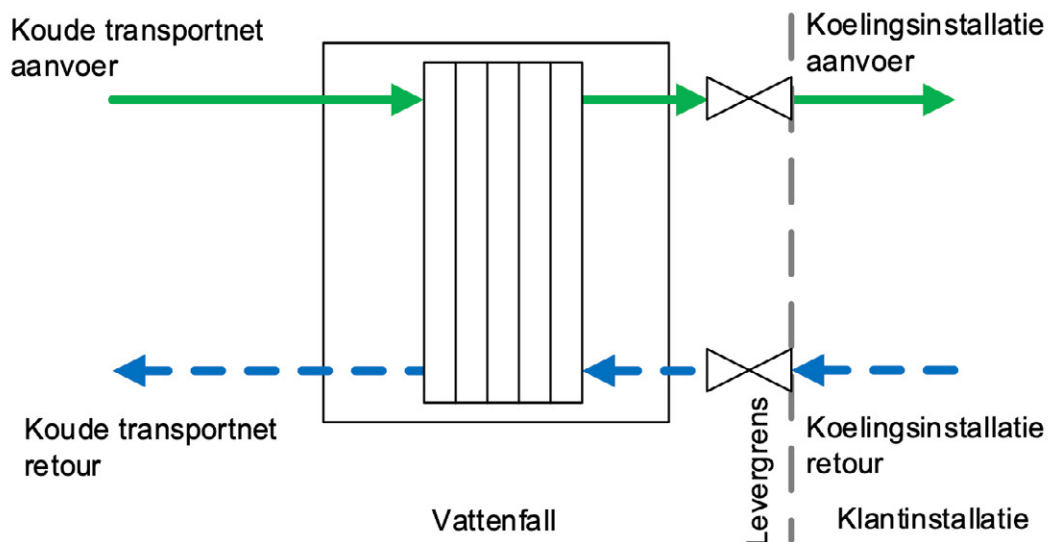 Koude transportnet
aanvoer
Koelingsinstallatie
aanvoer
Koude transportnet
retour
Koelingsinstallatie
retour
Levergrens
Vattenfall
Klantinstallatie